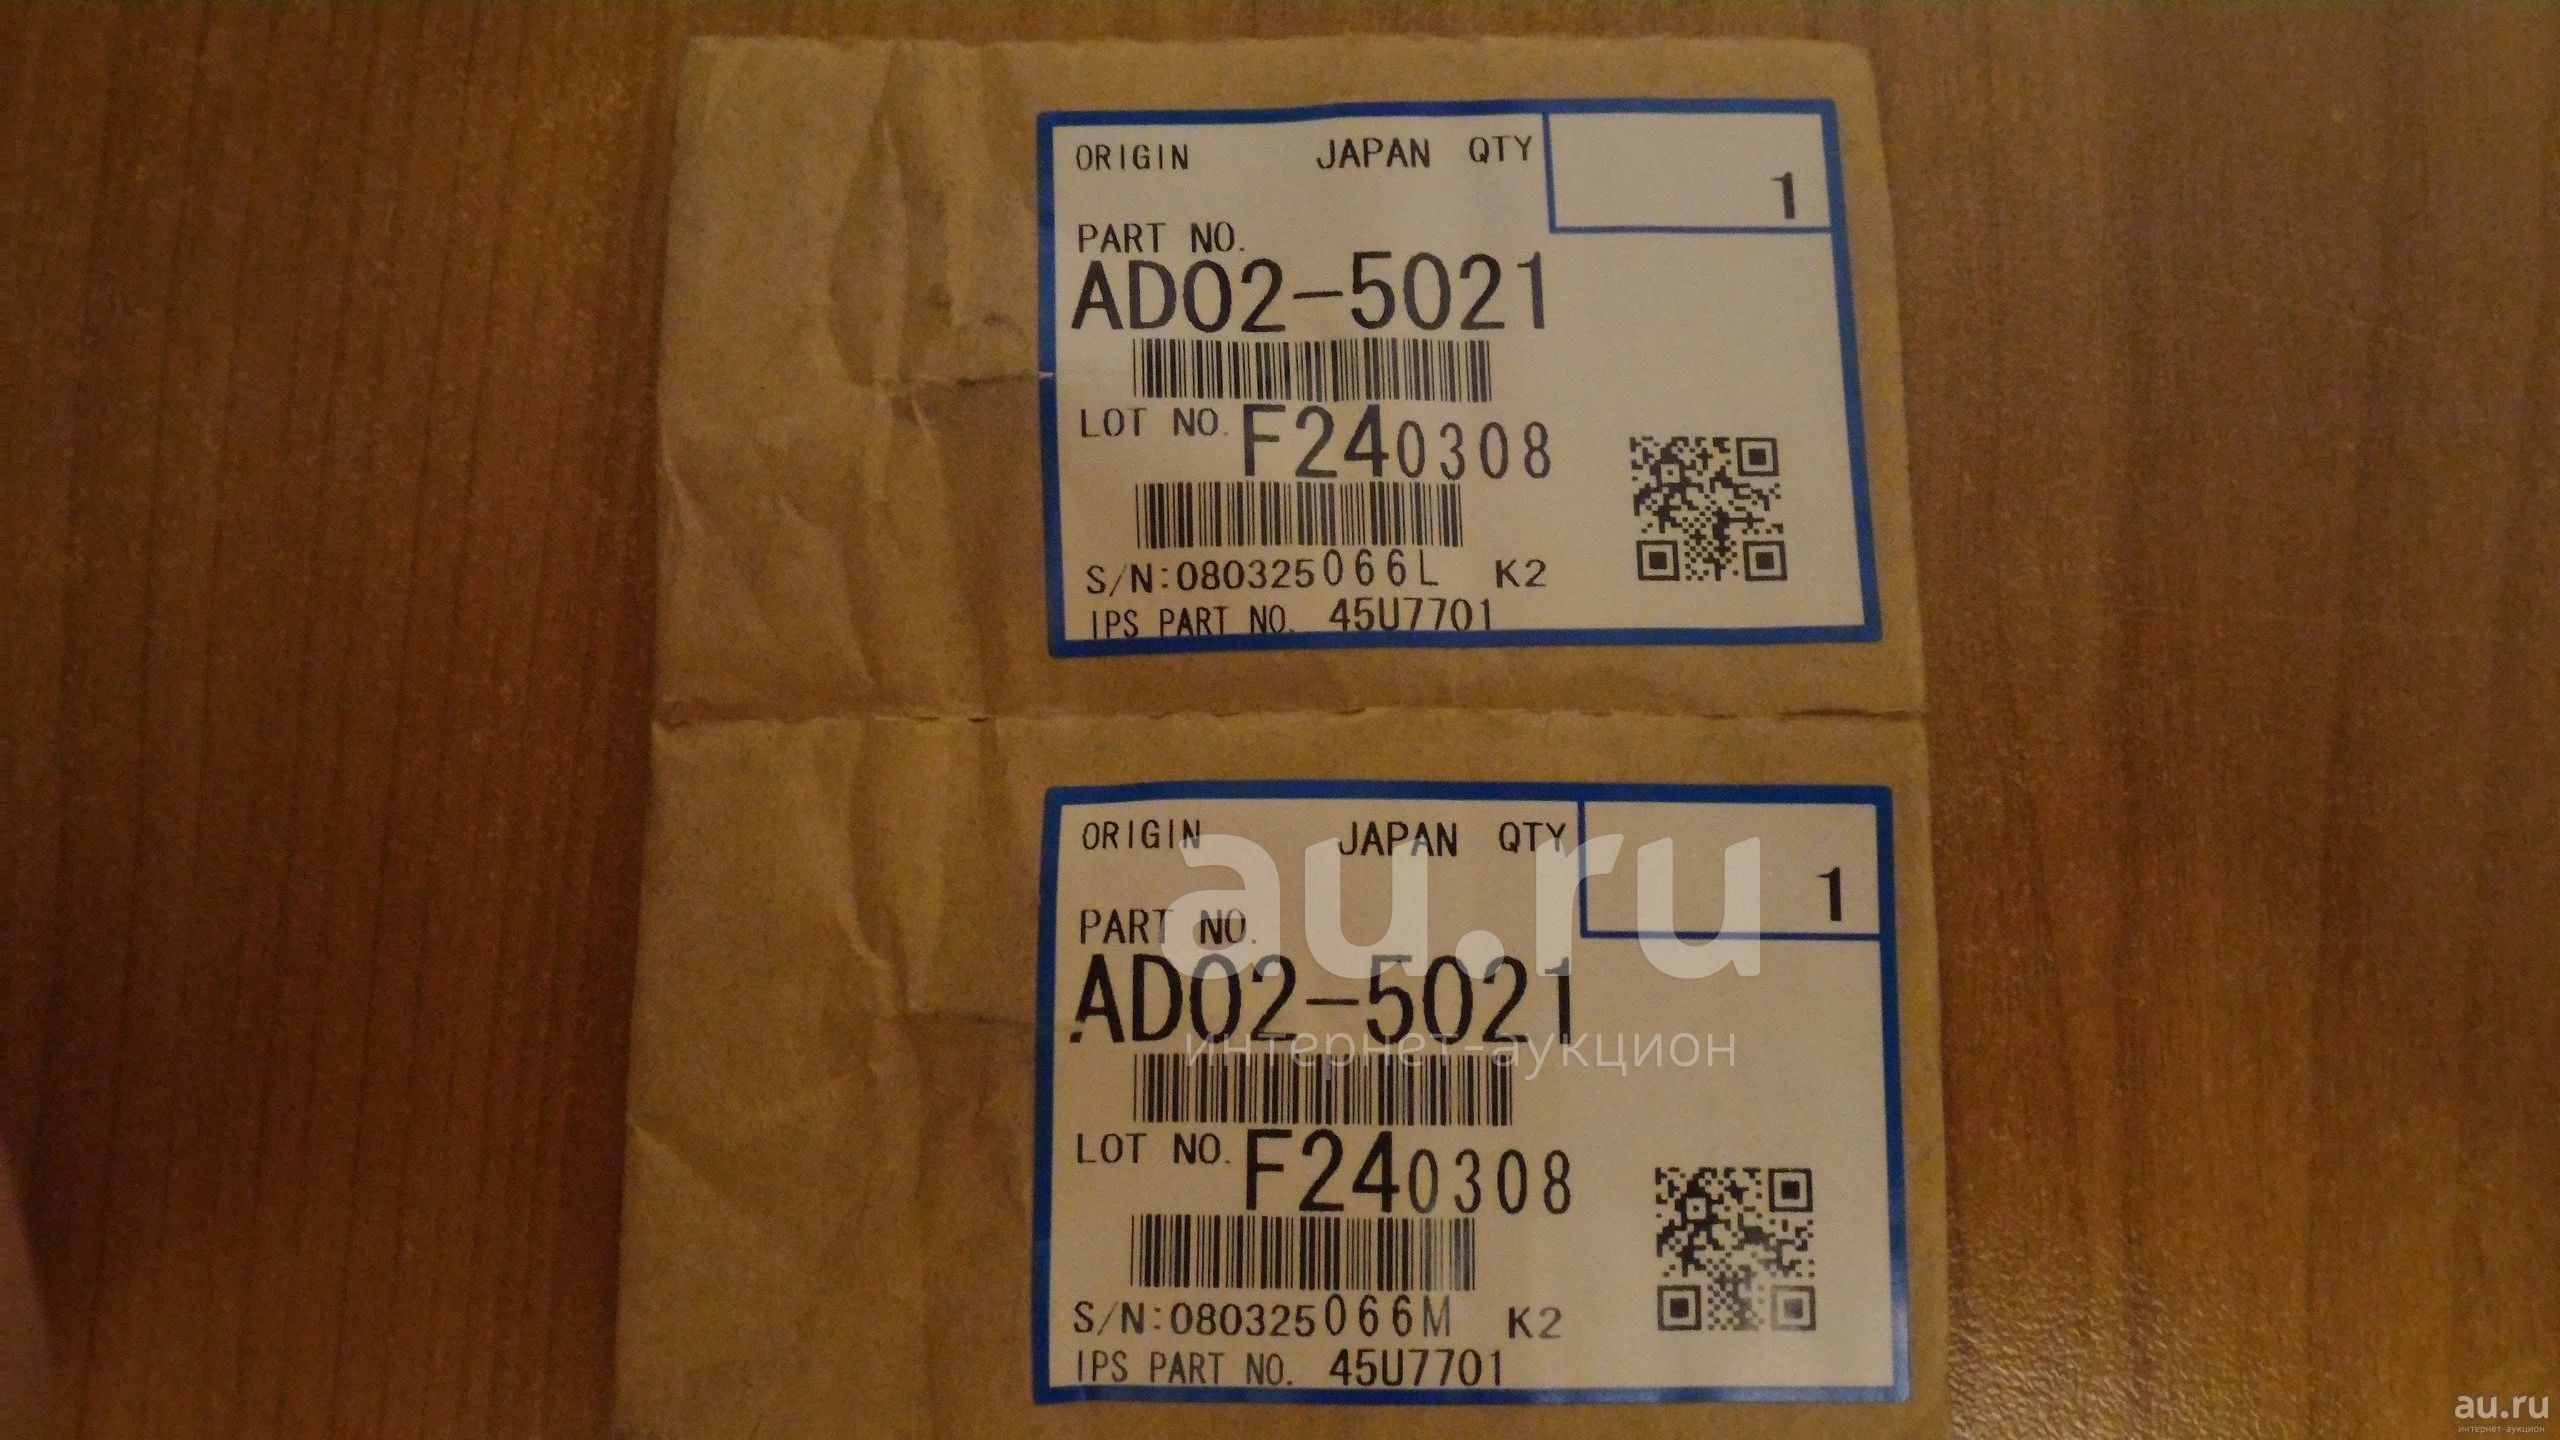 ORIGIN JAPAN QTY
1
PART NO.
AD02-5021
LOT NO. F240308
S/N:080325066L K2
IPS PART NO. 45U7701
ORIGIN JAPAN QTY
1
PART NO.
AD02-5021
LOT NO. F240308
S/N:080325066M K2
IPS PART NO. 45U7701
au.ru
интернет-аукцион
au.ru
интернет-аукцион